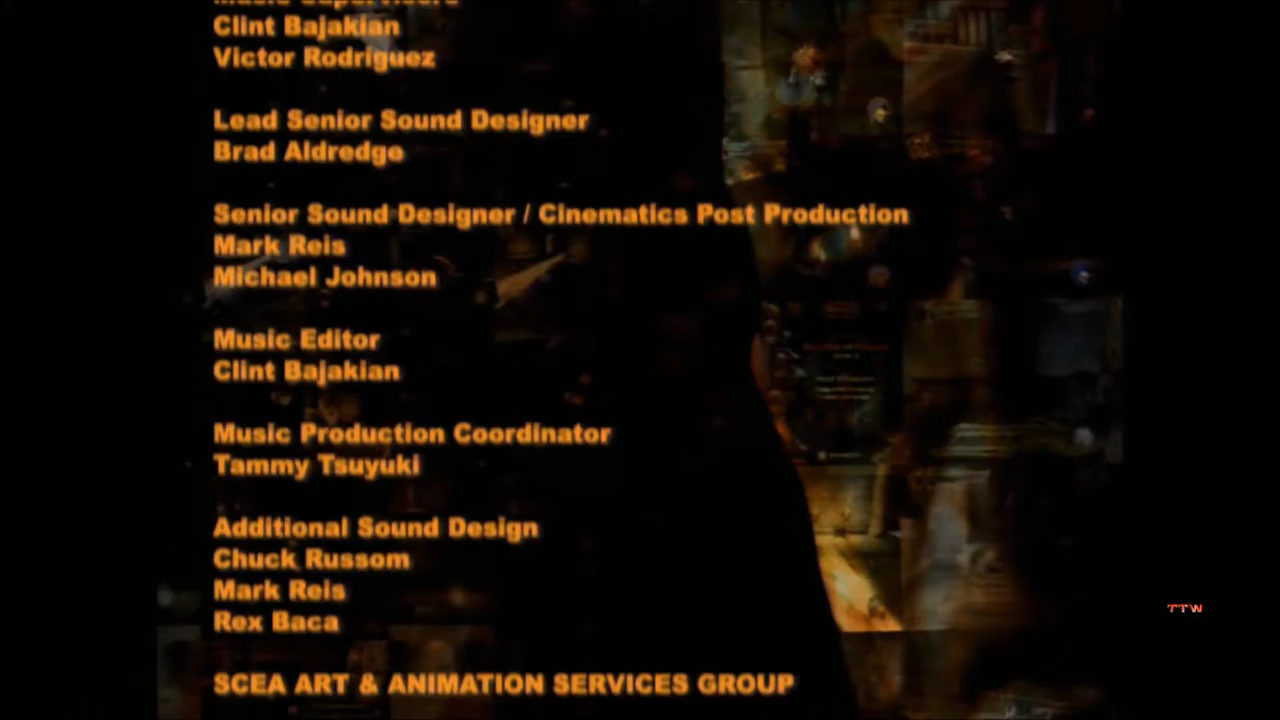 Music Supervisors
Clint Bajakian
Victor Rodriguez
Lead Senior Sound Designer
Brad Aldredge
Senior Sound Designer / Cinematics Post Production
Mark Reis
Michael Johnson
Music Editor
Clint Bajakian
Music Production Coordinator
Tammy Tsuyuki
Additional Sound Design
Chuck Russom
Mark Reis
Rex Baca
SCEA ART & ANIMATION SERVICES GROUP
TTW